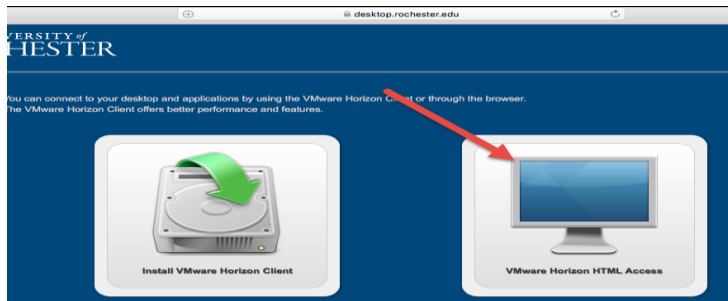 desktop.rochester.edu
VERSITY of
HESTER
You can connect to your desktop and applications by using the VMware Horizon Client or through the browser.
The VMware Horizon Client offers better performance and features.
Install VMware Horizon Client
VMware Horizon HTML Access